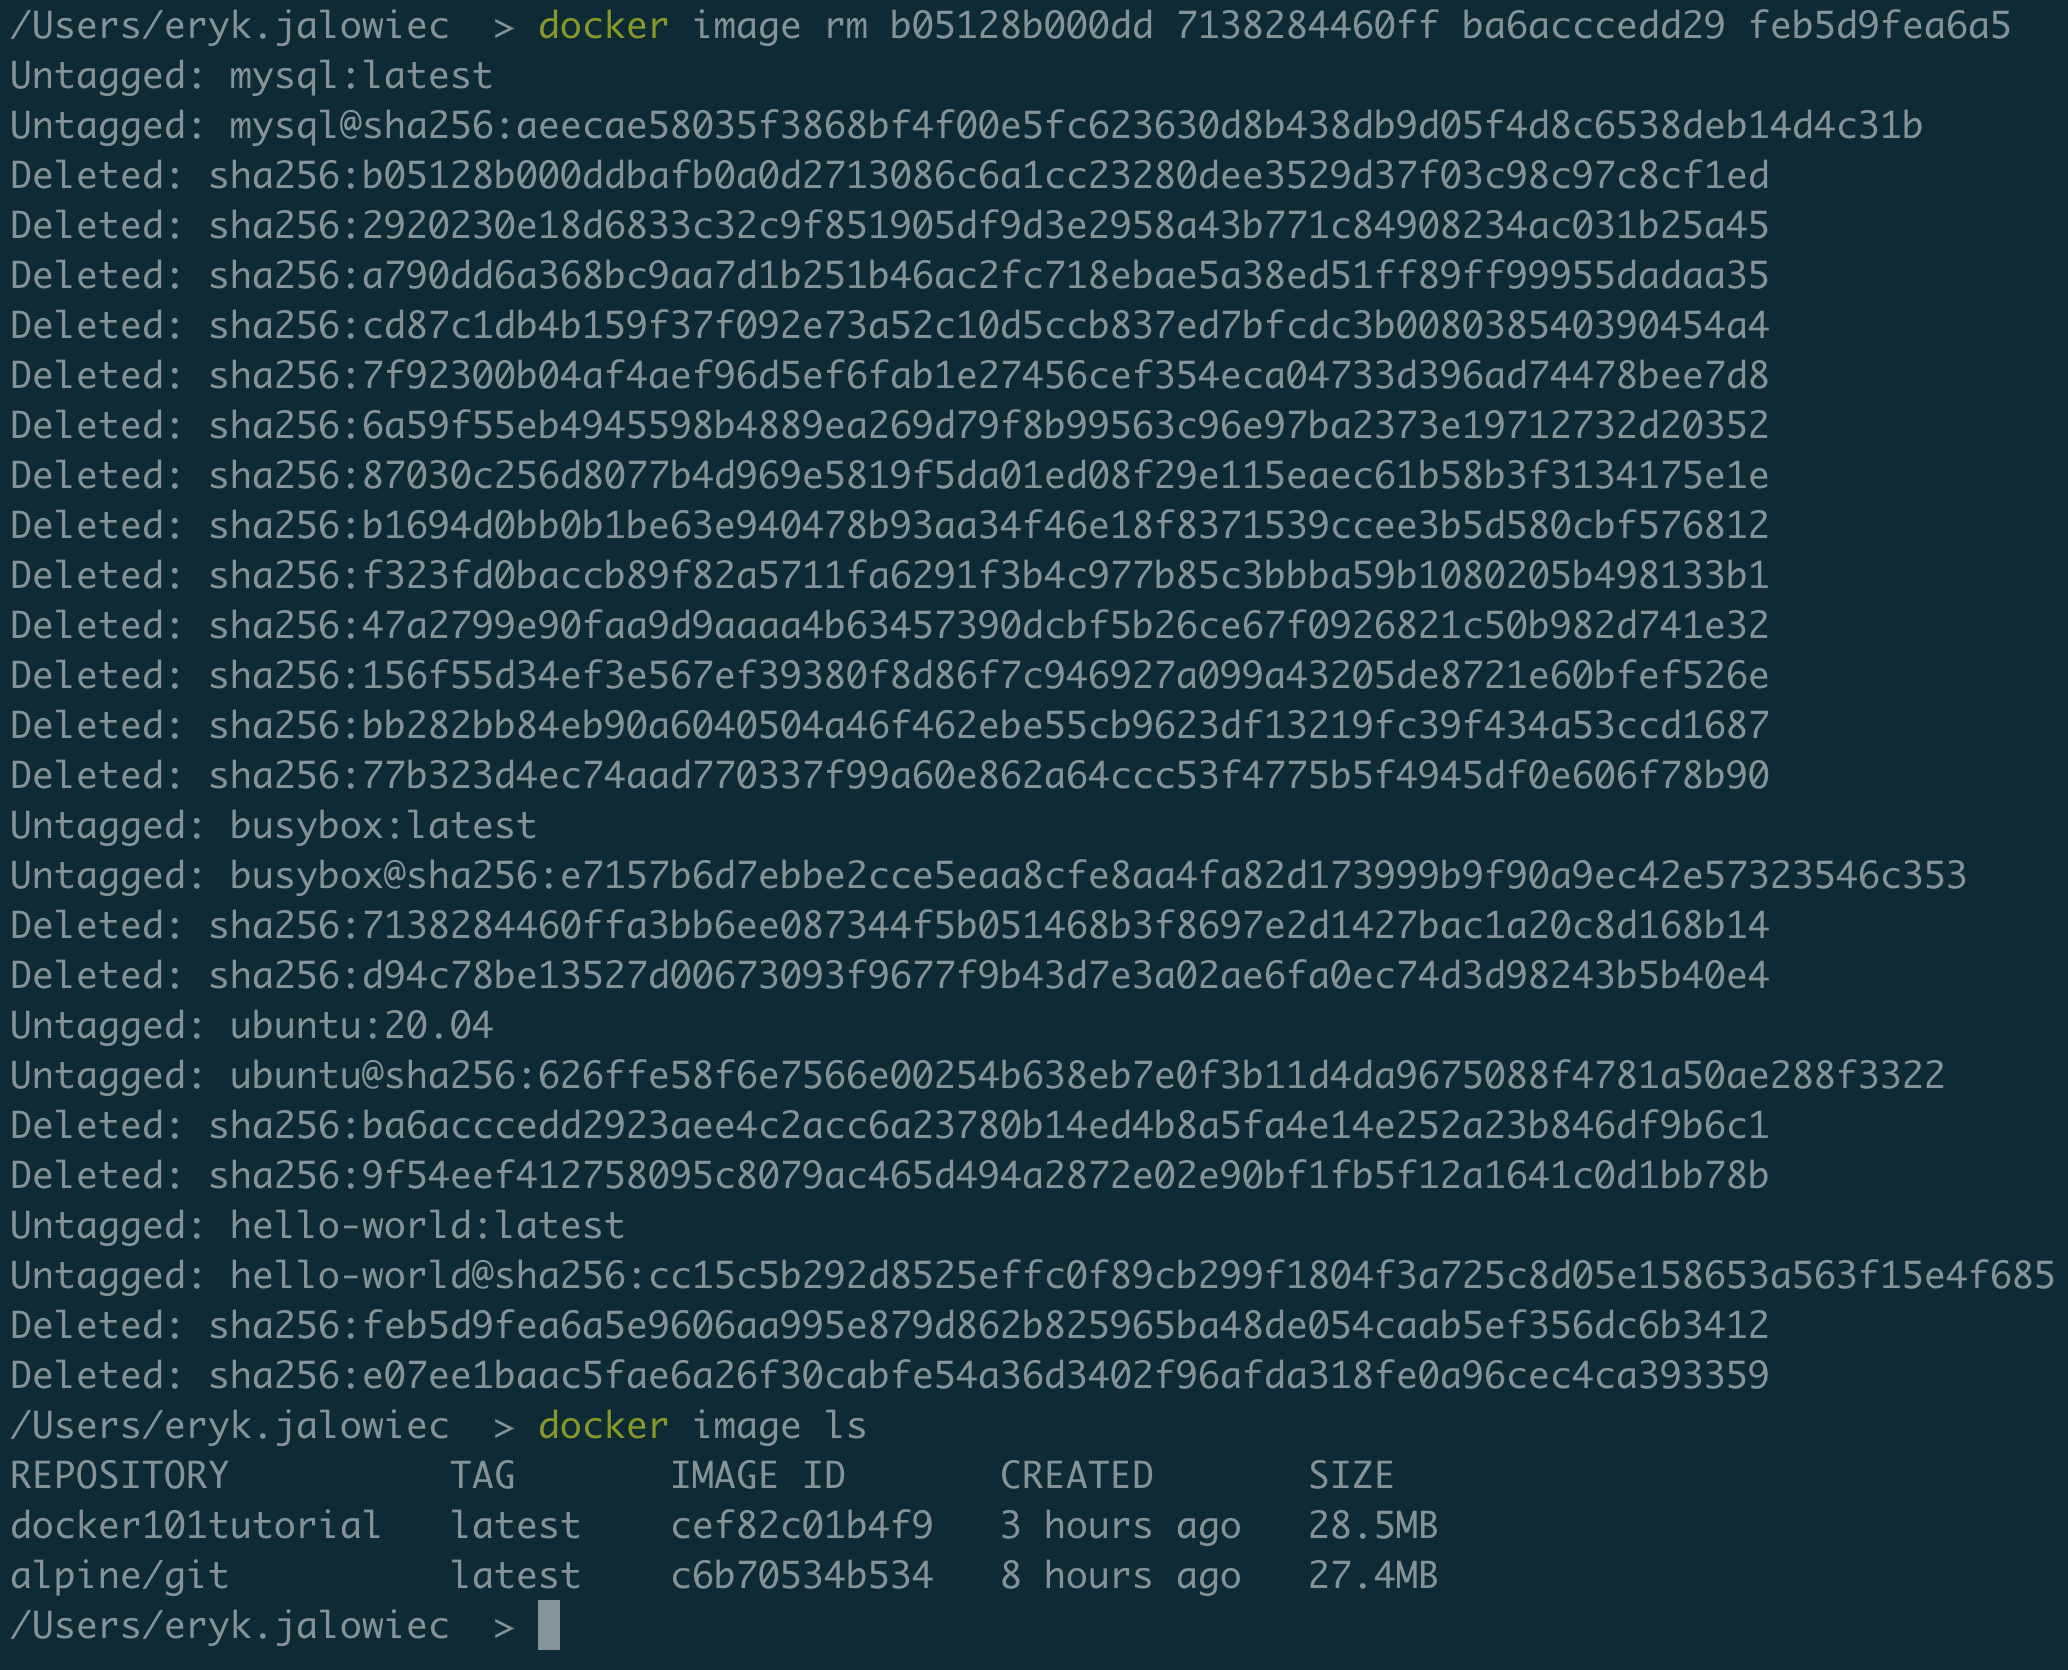 /Users/eryk.jalowiec  > docker image rm b05128b000dd 7138284460ff ba6acccedd29 feb5d9fea6a5
Untagged: mysql:latest
Untagged: mysql@sha256:aeecae58035f3868bf4f00e5fc623630d8b438db9d05f4d8c6538deb14d4c31b
Deleted: sha256:b05128b000ddbafb0a0d2713086c6a1cc23280dee3529d37f03c98c97c8cf1ed
Deleted: sha256:2920230e18d6833c32c9f851905df9d3e2958a43b771c84908234ac031b25a45
Deleted: sha256:a790dd6a368bc9aa7d1b251b46ac2fc718ebae5a38ed51ff89ff99955dadaa35
Deleted: sha256:cd87c1db4b159f37f092e73a52c10d5ccb837ed7bfcdc3b008038540390454a4
Deleted: sha256:7f92300b04af4aef96d5ef6fab1e27456cef354eca04733d396ad74478bee7d8
Deleted: sha256:6a59f55eb4945598b4889ea269d79f8b99563c96e97ba2373e19712732d20352
Deleted: sha256:87030c256d8077b4d969e5819f5da01ed08f29e115eaec61b58b3f3134175e1e
Deleted: sha256:b1694d0bb0b1be63e940478b93aa34f46e18f8371539ccee3b5d580cbf576812
Deleted: sha256:f323fd0baccb89f82a5711fa6291f3b4c977b85c3bbba59b1080205b498133b1
Deleted: sha256:47a2799e90faa9d9aaaa4b63457390dcbf5b26ce67f0926821c50b982d741e32
Deleted: sha256:156f55d34ef3e567ef39380f8d86f7c946927a099a43205de8721e60bfef526e
Deleted: sha256:bb282bb84eb90a6040504a46f462ebe55cb9623df13219fc39f434a53ccd1687
Deleted: sha256:77b323d4ec74aad770337f99a60e862a64ccc53f4775b5f4945df0e606f78b90
Untagged: busybox:latest
Untagged: busybox@sha256:e7157b6d7ebbe2cce5eaa8cfe8aa4fa82d173999b9f90a9ec42e57323546c353
Deleted: sha256:7138284460ffa3bb6ee087344f5b051468b3f8697e2d1427bac1a20c8d168b14
Deleted: sha256:d94c78be13527d00673093f9677f9b43d7e3a02ae6fa0ec74d3d98243b5b40e4
Untagged: ubuntu:20.04
Untagged: ubuntu@sha256:626ffe58f6e7566e00254b638eb7e0f3b11d4da9675088f4781a50ae288f3322
Deleted: sha256:ba6acccedd2923aee4c2acc6a23780b14ed4b8a5fa4e14e252a23b846df9b6c1
Deleted: sha256:9f54eef412758095c8079ac465d494a2872e02e90bf1fb5f12a1641c0d1bb78b
Untagged: hello-world:latest
Untagged: hello-world@sha256:cc15c5b292d8525effc0f89cb299f1804f3a725c8d05e158653a563f15e4f685
Deleted: sha256:feb5d9fea6a5e9606aa995e879d862b825965ba48de054caab5ef356dc6b3412
Deleted: sha256:e07ee1baac5fae6a26f30cabfe54a36d3402f96afda318fe0a96cec4ca393359
/Users/eryk.jalowiec  > docker image ls
REPOSITORY          TAG       IMAGE ID       CREATED       SIZE
docker101tutorial   latest    cef82c01b4f9   3 hours ago   28.5MB
alpine/git          latest    c6b70534b534   8 hours ago   27.4MB
/Users/eryk.jalowiec  >